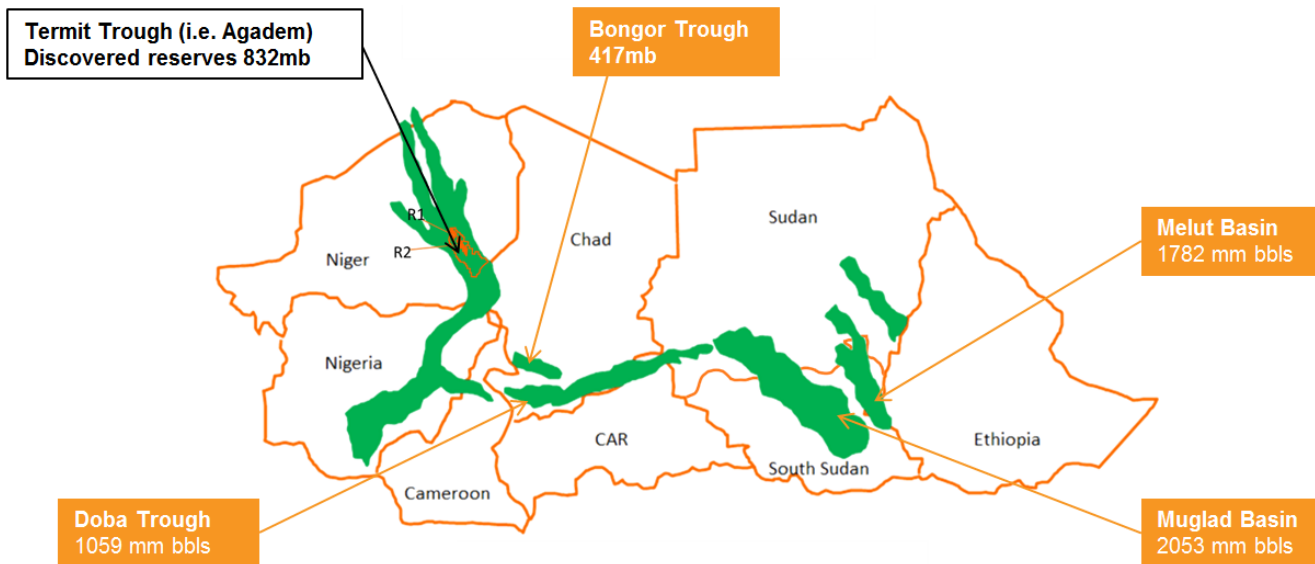 Termit Trough (i.e. Agadem)
Discovered reserves 832mb
Bongor Trough
417mb
Sudan
Melut Basin
1782 mm bbls
R1
Chad
R2
Niger
Nigeria
CAR
Ethiopia
South Sudan
Cameroon
Doba Trough
1059 mm bbls
Muglad Basin
2053 mm bbls